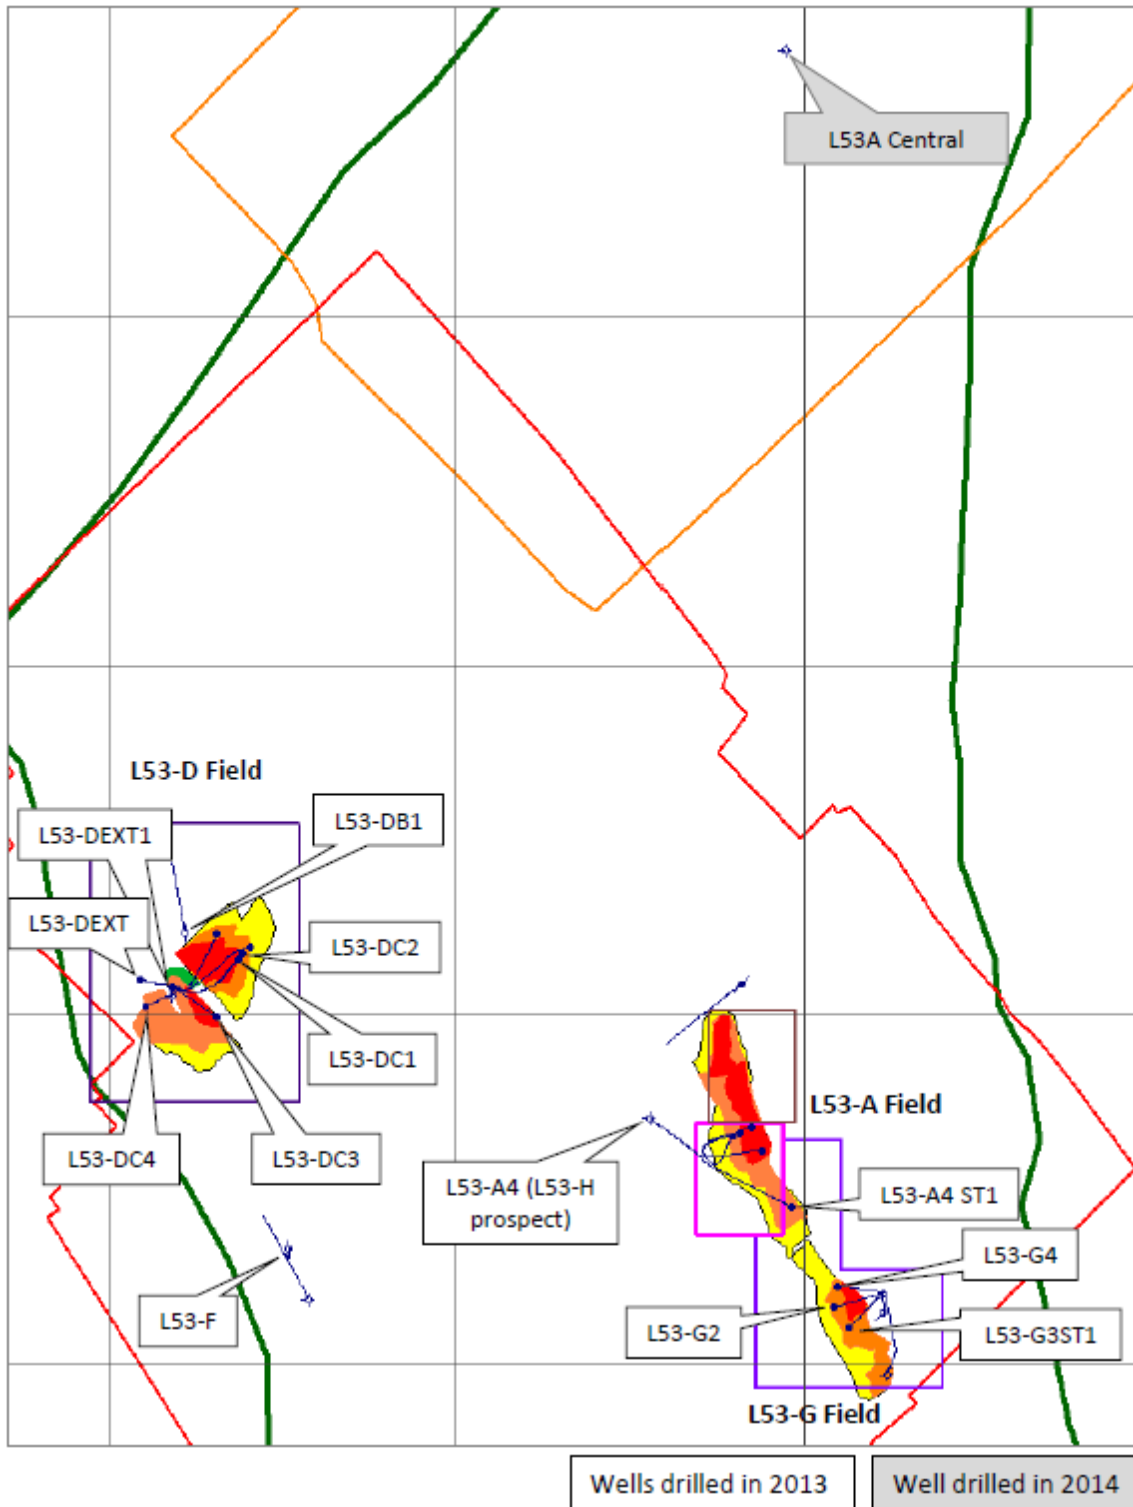 L53A Central
L53-D Field
L53-DB1
L53-DEXT1
L53-DEXT
L53-DC2
L53-DC1
L53-DC4
L53-DC3
L53-A Field
L53-A4 (L53-H
prospect)
L53-A4 ST1
L53-G4
L53-F
L53-G2
L53-G3ST1
L53-G Field
Wells drilled in 2013
Well drilled in 2014